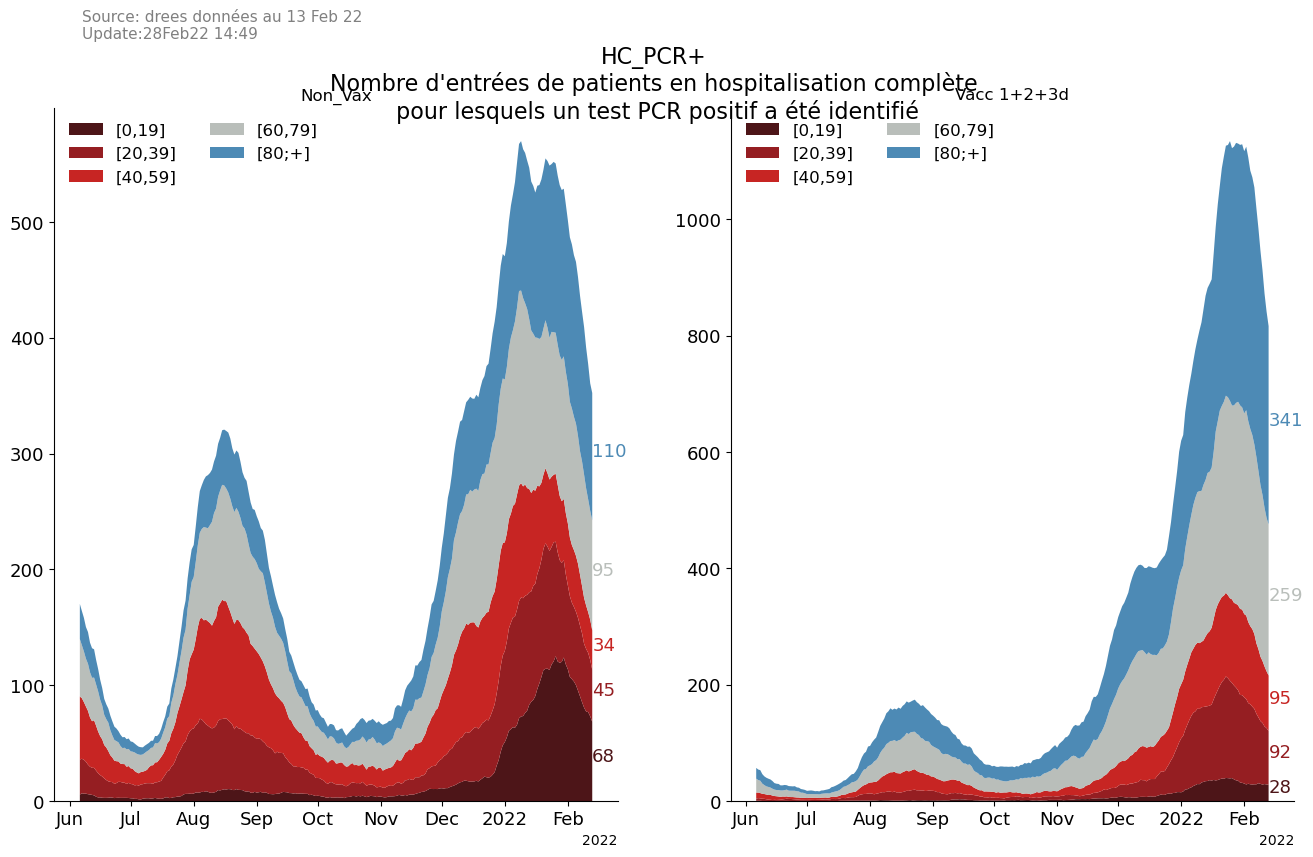 Source: drees données au 13 Feb 22
Update:28Feb22 14:49
HC_PCR+
Nombre d'entrées de patients en hospitalisation complète
pour lesquels un test PCR positif a été identifié
Non_Vax
[0,19]
[20,39]
[40,59]
[60,79]
[80;+]
500
400
300
200
100
0
110
95
34
45
68
Jun
Jul
Aug
Sep
Oct
Nov
Dec
2022
Feb
2022
Vacc 1+2+3d
[0,19]
[20,39]
[40,59]
[60,79]
[80;+]
1000
800
600
400
200
0
341
259
95
92
28
Jun
Jul
Aug
Sep
Oct
Nov
Dec
2022
Feb
2022